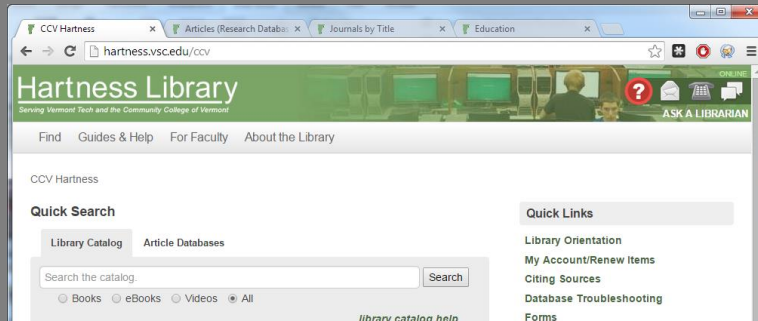 CCV Hartness
Articles (Research Databas
Journals by Title
Education
hartness.vsc.edu/ccv
Hartness Library
Serving Vermont Tech and the Community College of Vermont
ONLINE
?
ASK A LIBRARIAN
Find Guides & Help For Faculty About the Library
CCV Hartness
Quick Search
Library Catalog Article Databases
Search the catalog. Search
Books eBooks Videos All
library catalog help
Quick Links
Library Orientation
My Account/Renew Items
Citing Sources
Database Troubleshooting
Forms